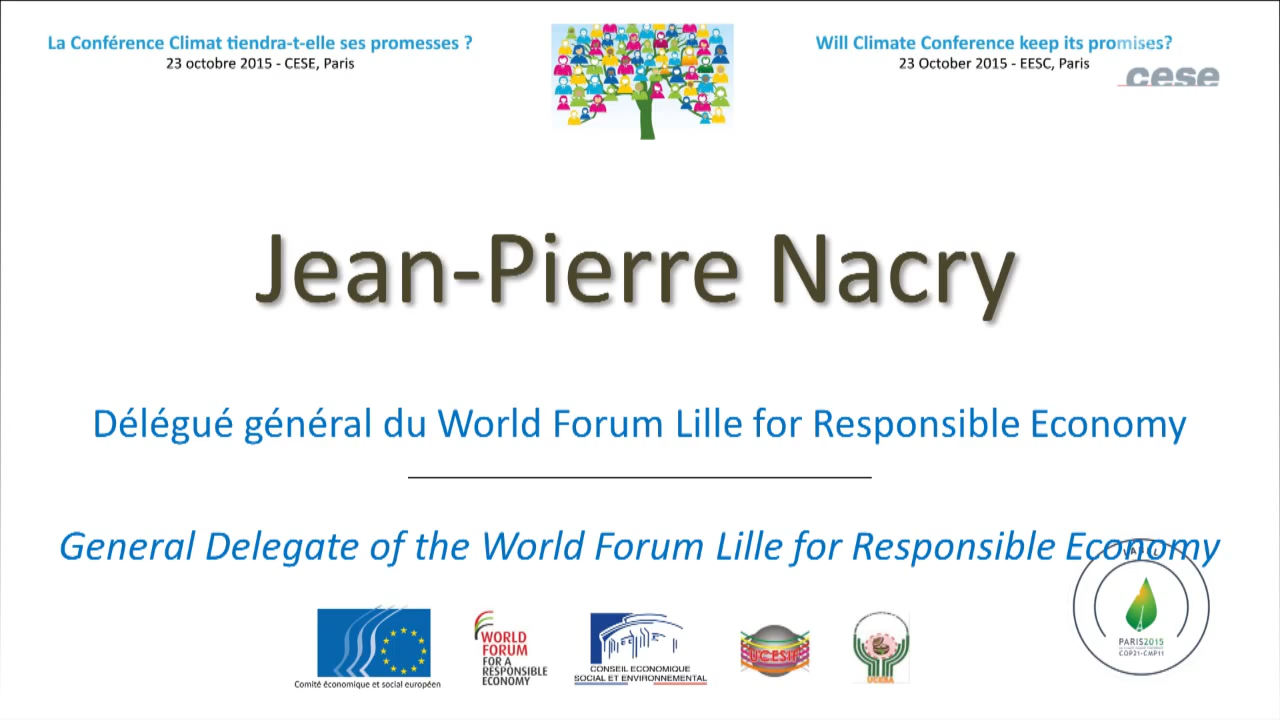 La Conférence Climat tiendra-t-elle ses promesses ?
23 octobre 2015 - CESE, Paris
Will Climate Conference keep its promises?
23 October 2015 - EESC, Paris
cese
Jean-Pierre Nacry
Délégué général du World Forum Lille for Responsible Economy
General Delegate of the World Forum Lille for Responsible Economy
Comité économique et social européen
WORLD
FORUM
FOR A
RESPONSIBLE
ECONOMY
CONSEIL ECONOMIQUE
SOCIAL ET ENVIRONNEMENTAL
UCESIF
PARIS2015
COP21-CMP11